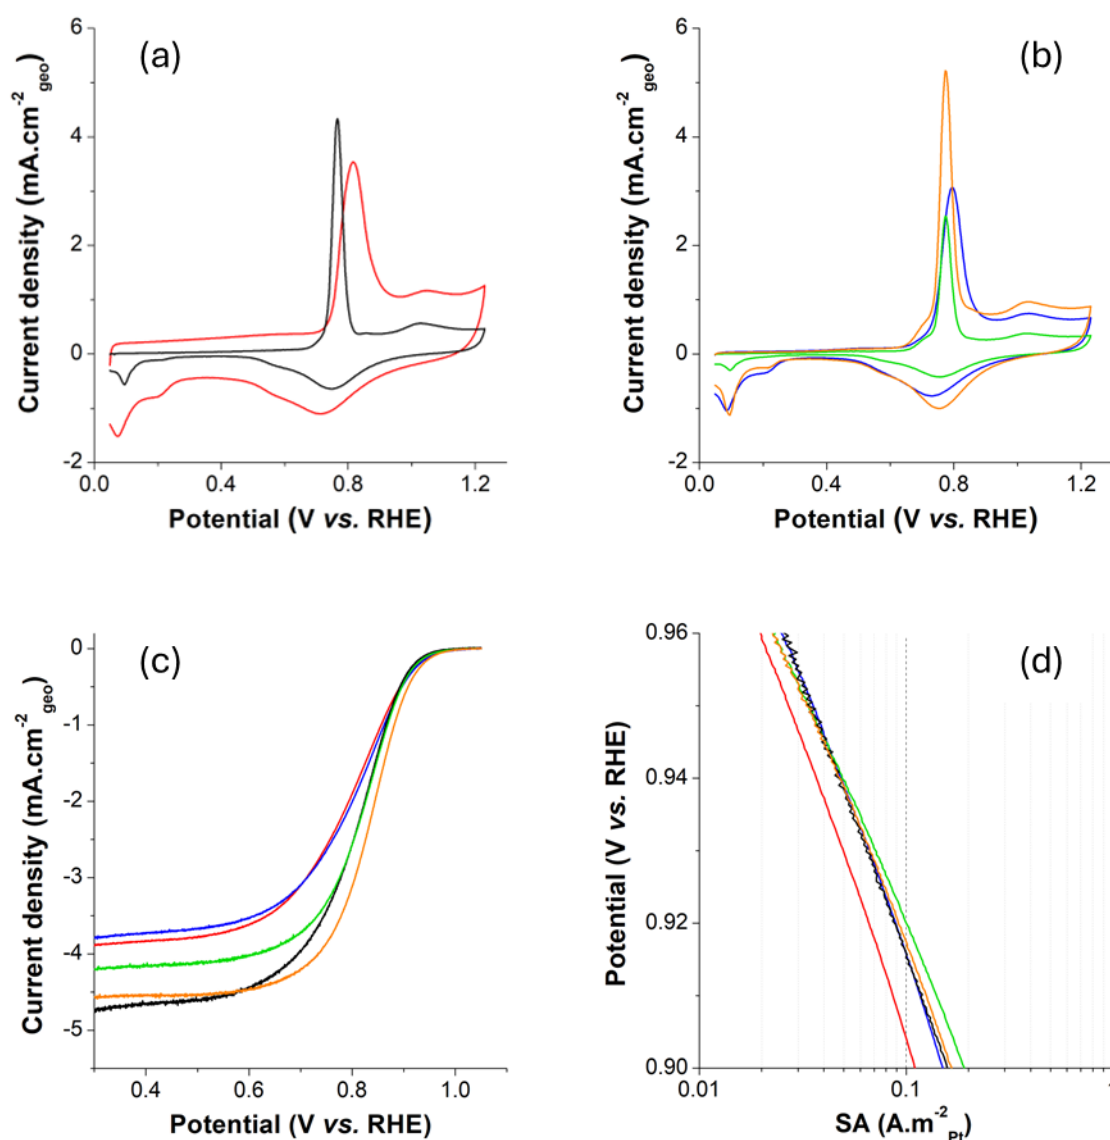 (a)
6
4
2
0
-2
Current density (mA.cm⁻²geo)
0.0 0.4 0.8 1.2
Potential (V vs. RHE)
(b)
6
4
2
0
-2
Current density (mA.cm⁻²geo)
0.0 0.4 0.8 1.2
Potential (V vs. RHE)
(c)
0
-1
-2
-3
-4
-5
Current density (mA.cm⁻²geo)
0.4 0.6 0.8 1.0
Potential (V vs. RHE)
(d)
0.96
0.94
0.92
0.90
Potential (V vs. RHE)
0.01 0.1 1
SA (A.m⁻²Pt)